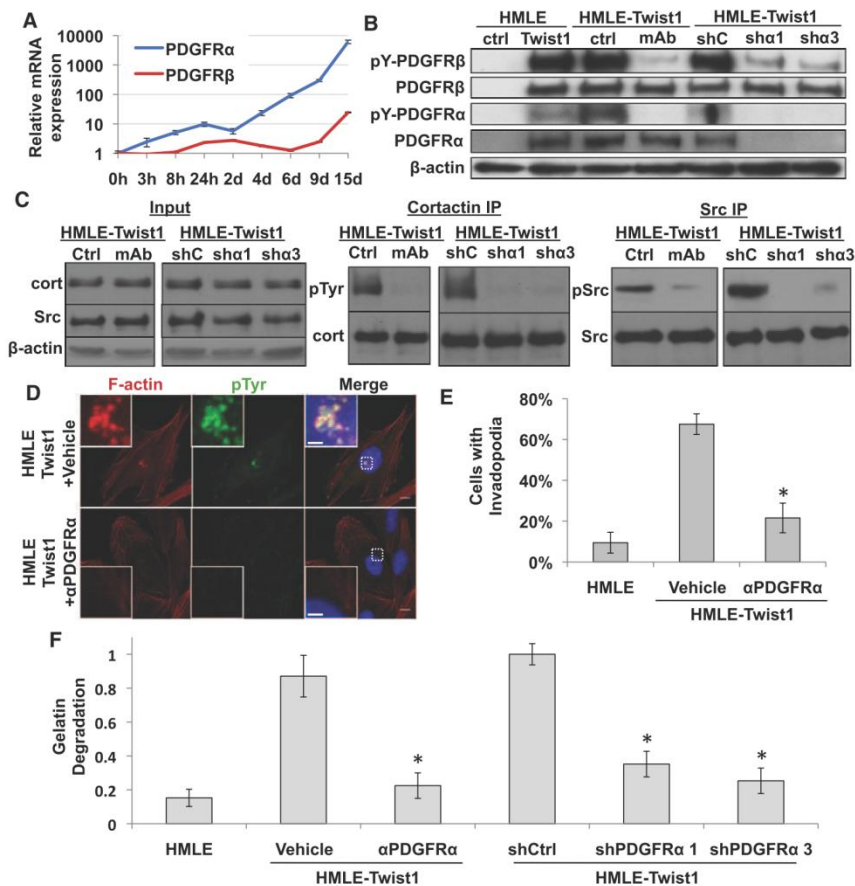 A
Relative mRNA
expression
10000
1000
100
10
1
PDGFRα
PDGFRβ
0h 3h 8h 24h 2d 4d 6d 9d 15d
B
HMLE HMLE-Twist1 HMLE-Twist1
ctrl Twist1 ctrl mAb shC shα1 shα3
pY-PDGFRβ
PDGFRβ
pY-PDGFRα
PDGFRα
β-actin
C
Input
HMLE-Twist1 HMLE-Twist1
Ctrl mAb shC shα1 shα3
cort
Src
β-actin
Cortactin IP
HMLE-Twist1 HMLE-Twist1
Ctrl mAb shC shα1 shα3
pTyr
cort
Src IP
HMLE-Twist1 HMLE-Twist1
Ctrl mAb shC shα1 shα3
pSrc
Src
D
F-actin pTyr Merge
HMLE
Twist1
+Vehicle
HMLE
Twist1
+αPDGFRα
E
Cells with
Invadopodia
80%
60%
40%
20%
0%
*
HMLE Vehicle αPDGFRα
HMLE-Twist1
F
Gelatin
Degradation
1
0.8
0.6
0.4
0.2
0
* * *
HMLE Vehicle αPDGFRα shCtrl shPDGFRα 1 shPDGFRα 3
HMLE-Twist1 HMLE-Twist1